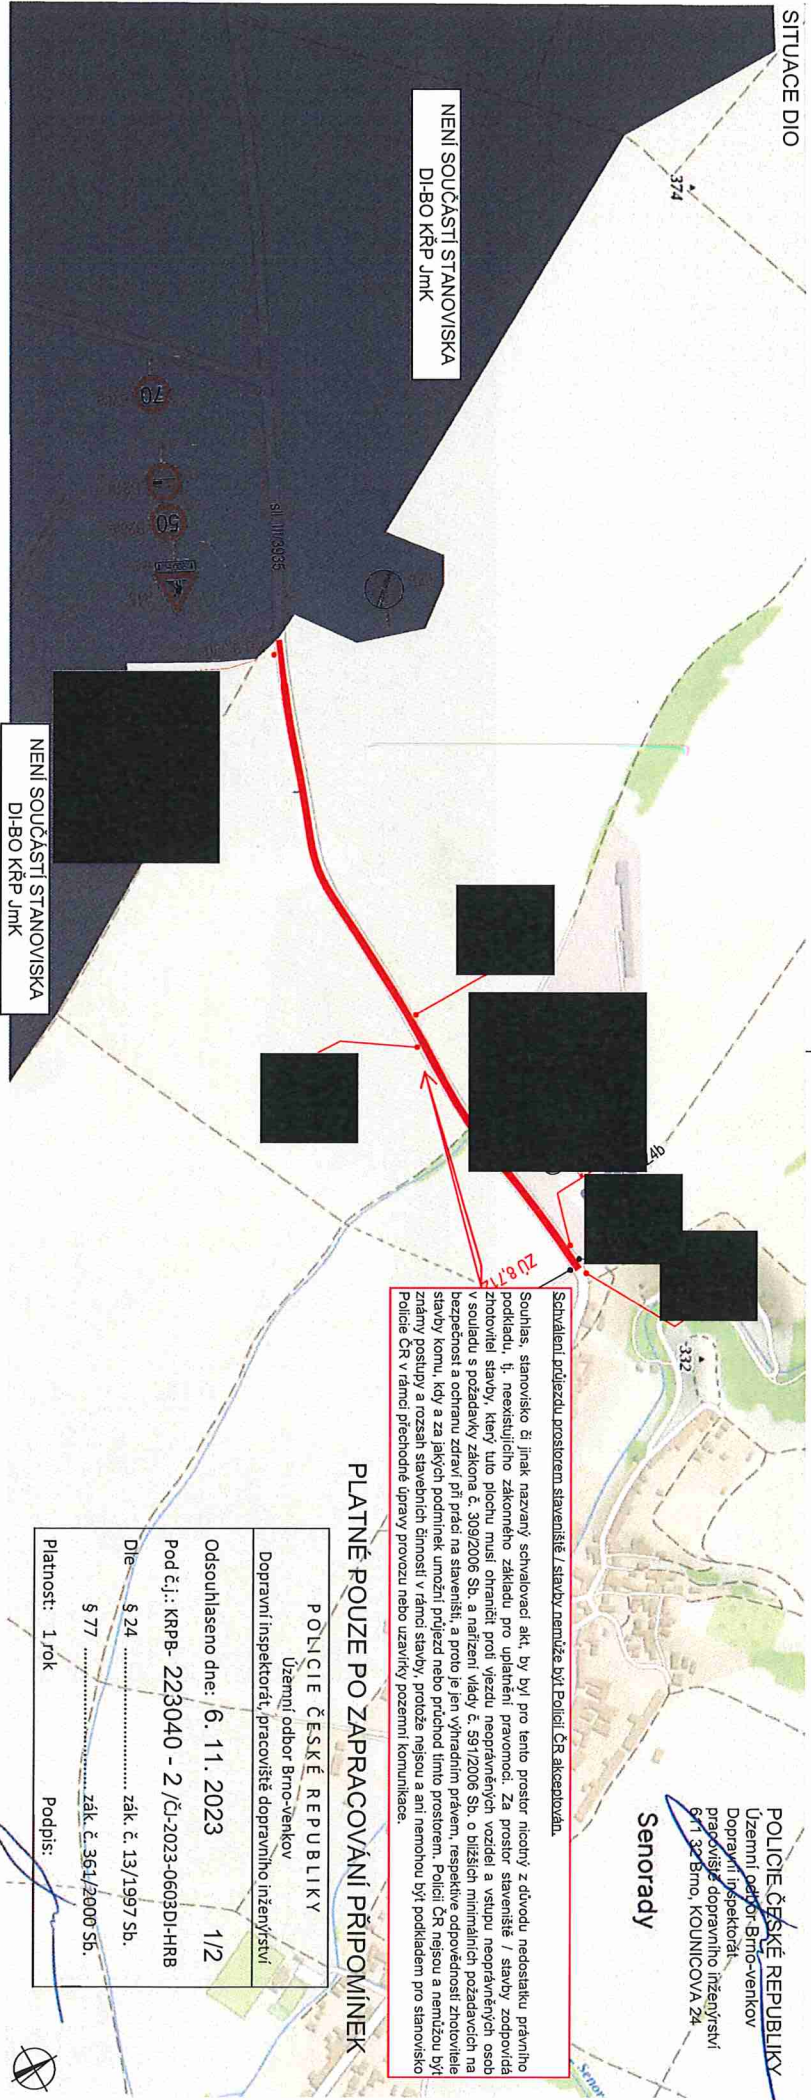 SITUACE DIO
374
NENÍ SOUČÁSTÍ STANOVISKA
DI-BO KŘP JmK
70
50
sil. III/3935
NENÍ SOUČÁSTÍ STANOVISKA
DI-BO KŘP JmK
4b
332
ZÚ 8,712
Schválení průjezdu prostorem staveniště / stavby nemůže být Policií ČR akceptován.
Souhlas, stanovisko či jinak nazvaný schvalovací akt, by byl pro tento prostor nicotný z důvodu nedostatku právního
podkladu, tj. neexistujícího zákonného základu pro uplatnění pravomoci. Za prostor staveniště / stavby zodpovídá
zhotovitel stavby, který tuto plochu musí ohraničit proti vjezdu neoprávněných vozidel a vstupu neoprávněných osob
v souladu s požadavky zákona č. 309/2006 Sb. a nařízení vlády č. 591/2006 Sb. o bližších minimálních požadavcích na
bezpečnost a ochranu zdraví při práci na staveništi, a proto je jen výhradním právem, respektive odpovědností zhotovitele
stavby komu, kdy a za jakých podmínek umožní průjezd nebo průchod tímto prostorem. Policii ČR nejsou a nemůžou být
známy postupy a rozsah stavebních činností v rámci stavby, protože nejsou a ani nemohou být podkladem pro stanovisko
Policie ČR v rámci přechodné úpravy provozu nebo uzavírky pozemní komunikace.
PLATNÉ POUZE PO ZAPRACOVÁNÍ PŘIPOMÍNEK
POLICIE ČESKÉ REPUBLIKY
Územní odbor Brno-venkov
Dopravní inspektorát, pracoviště dopravního inženýrství
Odsouhlaseno dne: 6. 11. 2023 1/2
Pod č.j.: KRPB- 223040 - 2 /ČJ-2023-0603DI-HRB
Dle § 24 .................... zák. č. 13/1997 Sb.
§ 77 .................... zák. č. 361/2000 Sb.
Platnost: 1 rok Podpis:
POLICIE ČESKÉ REPUBLIKY
Územní odbor Brno-venkov
Dopravní inspektorát
pracoviště dopravního inženýrství
611 32 Brno, KOUNICOVA 24
Senorady
Senor